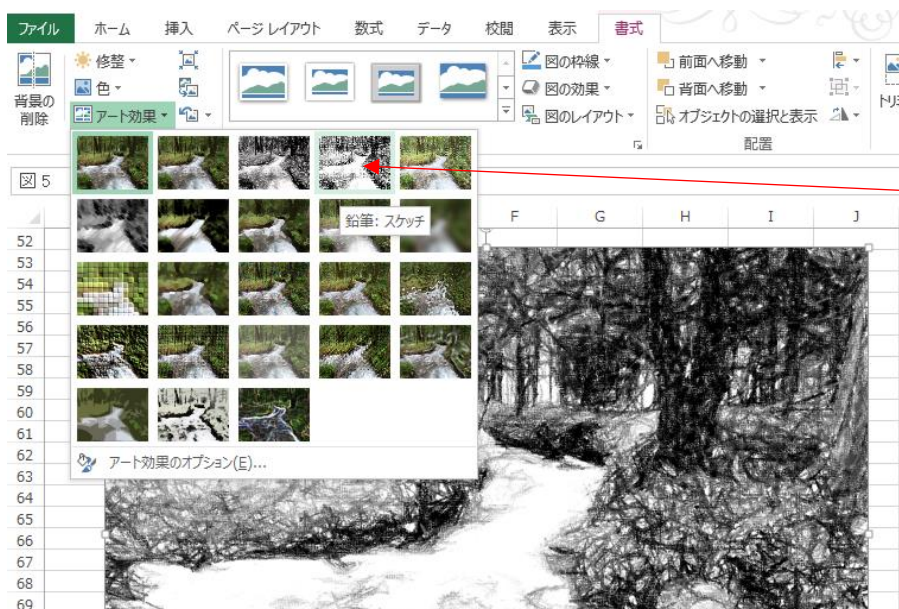 ファイル ホーム 挿入 ページ レイアウト 数式 データ 校閲 表示 書式
背景の
削除
修整
色
アート効果
図の枠線
図の効果
図のレイアウト
前面へ移動
背面へ移動
オブジェクトの選択と表示
配置
トリ
図 5
鉛筆: スケッチ
F G H I J
52
53
54
55
56
57
58
59
60
61
62
63
64
65
66
67
68
69
アート効果のオプション(E)...